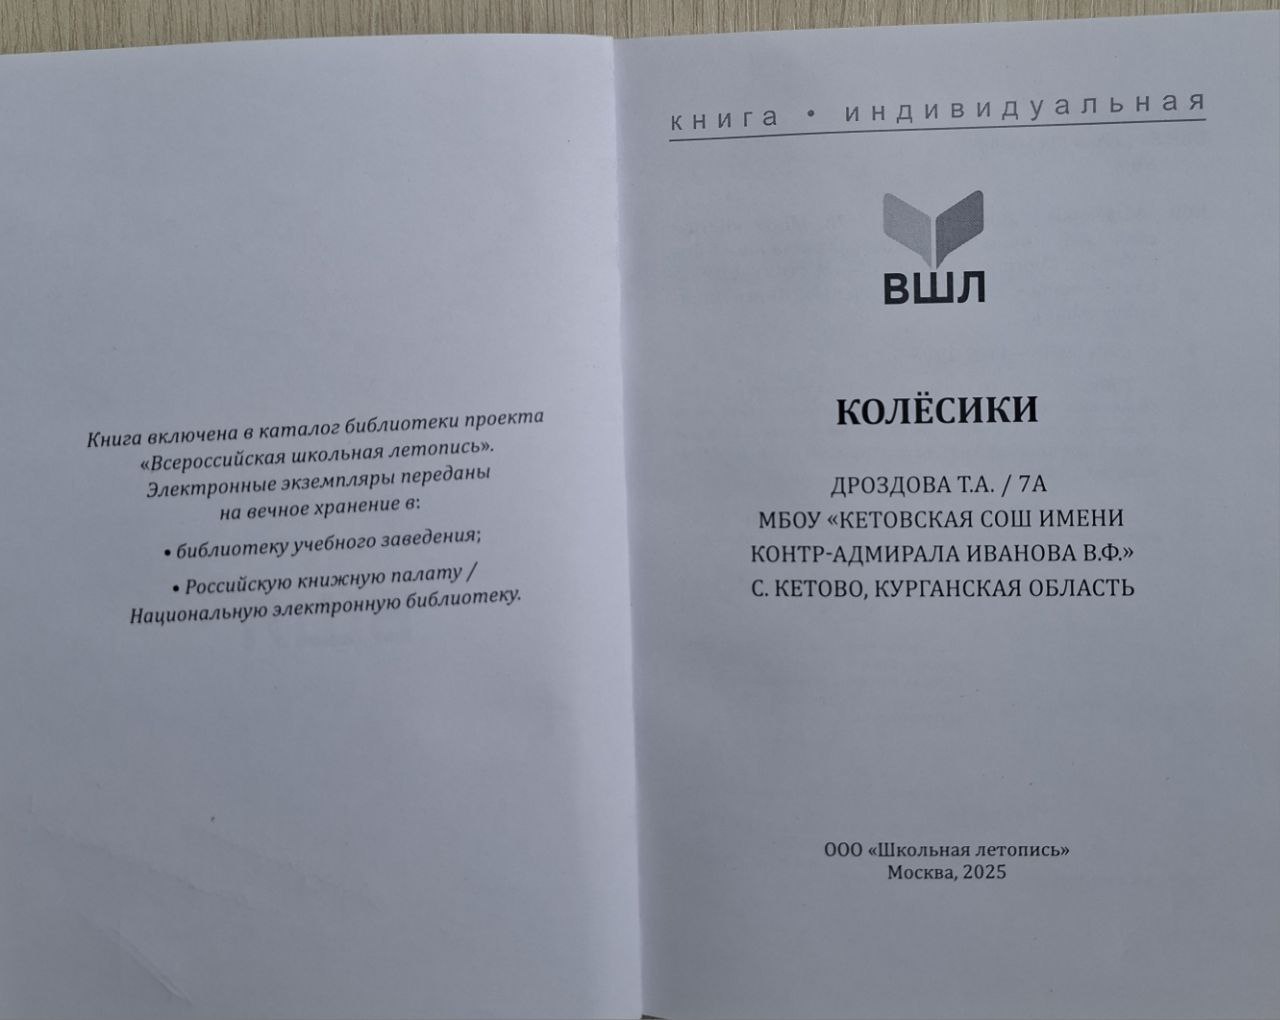 Книга включена в каталог библиотеки проекта
«Всероссийская школьная летопись».
Электронные экземпляры переданы
на вечное хранение в:
• библиотеку учебного заведения;
• Российскую книжную палату /
Национальную электронную библиотеку.
книга • индивидуальная
ВШЛ
КОЛЁСИКИ
ДРОЗДОВА Т.А. / 7А
МБОУ «КЕТОВСКАЯ СОШ ИМЕНИ
КОНТР-АДМИРАЛА ИВАНОВА В.Ф.»
С. КЕТОВО, КУРГАНСКАЯ ОБЛАСТЬ
ООО «Школьная летопись»
Москва, 2025